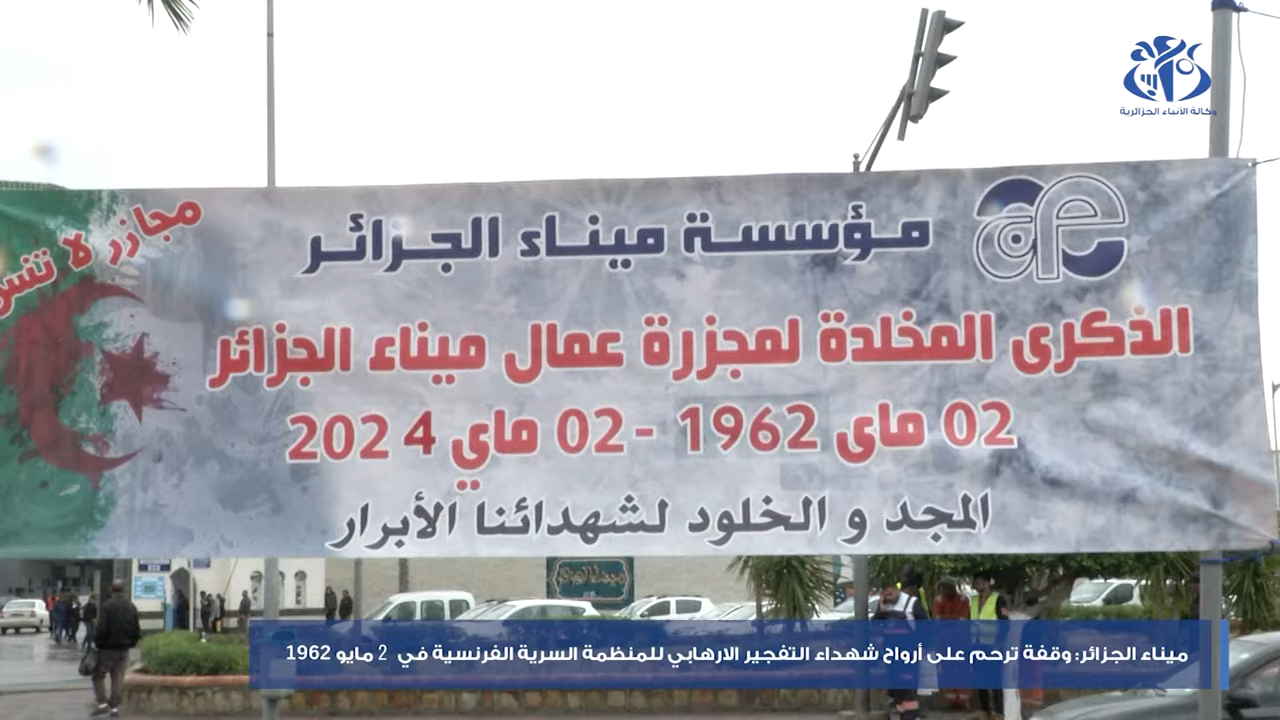 وكالة الأنباء الجزائرية
مؤسسة ميناء الجزائر
مجازر لا
الذكرى المخلدة لمجزرة عمال ميناء الجزائر
02 ماى 1962 - 02 ماي 2024
المجد و الخلود لشهدائنا الأبرار
ميناء الجزائر: وقفة ترحم على أرواح شهداء التفجير الارهابي للمنظمة السرية الفرنسية في 2 مايو 1962